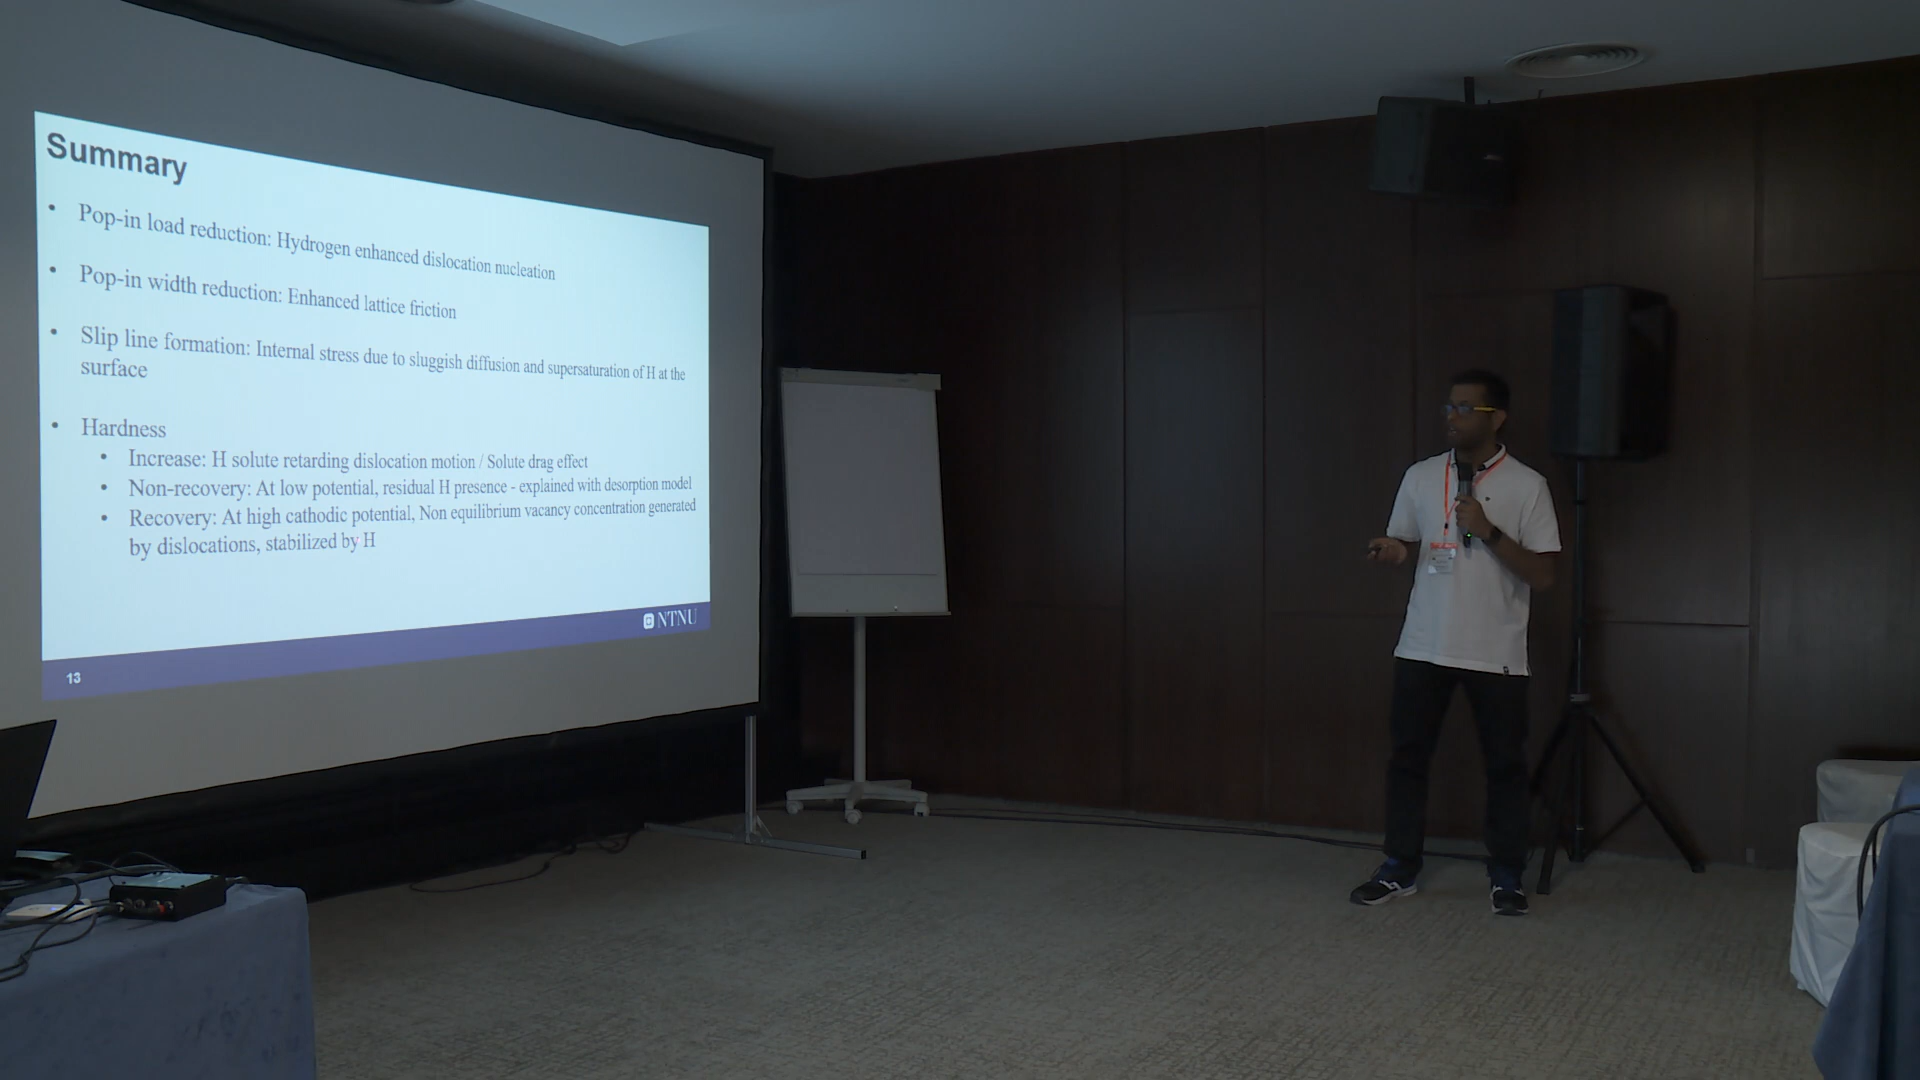 Summary
• Pop-in load reduction: Hydrogen enhanced dislocation nucleation
• Pop-in width reduction: Enhanced lattice friction
• Slip line formation: Internal stress due to sluggish diffusion and supersaturation of H at the
surface
• Hardness
• Increase: H solute retarding dislocation motion / Solute drag effect
• Non-recovery: At low potential, residual H presence - explained with desorption model
• Recovery: At high cathodic potential, Non equilibrium vacancy concentration generated
by dislocations, stabilized by H
NTNU
13